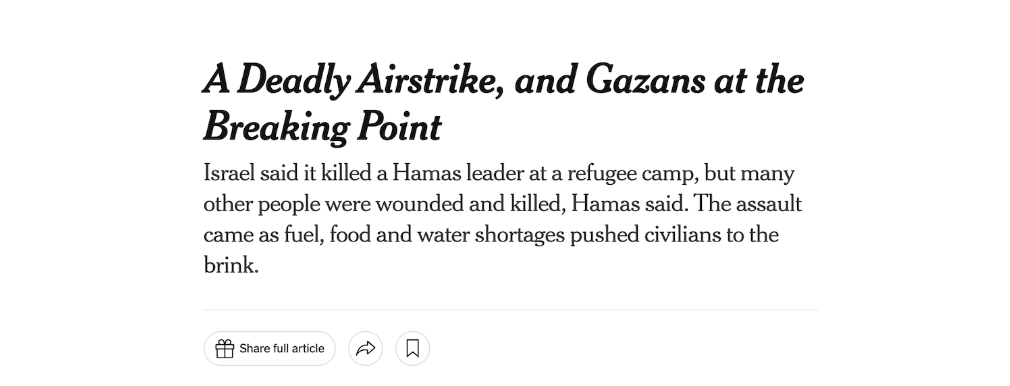 A Deadly Airstrike, and Gazans at the
Breaking Point
Israel said it killed a Hamas leader at a refugee camp, but many
other people were wounded and killed, Hamas said. The assault
came as fuel, food and water shortages pushed civilians to the
brink.
Share full article